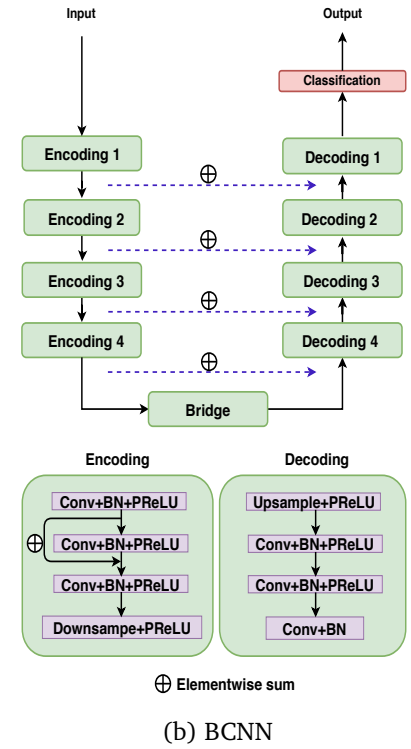 Input
Output
Classification
Encoding 1
Decoding 1
⊕
Encoding 2
Decoding 2
⊕
Encoding 3
Decoding 3
⊕
Encoding 4
Decoding 4
⊕
Bridge
Encoding
Decoding
Conv+BN+PReLU
Upsample+PReLU
⊕
Conv+BN+PReLU
Conv+BN+PReLU
Conv+BN+PReLU
Conv+BN+PReLU
Downsampe+PReLU
Conv+BN
⊕ Elementwise sum
(b) BCNN